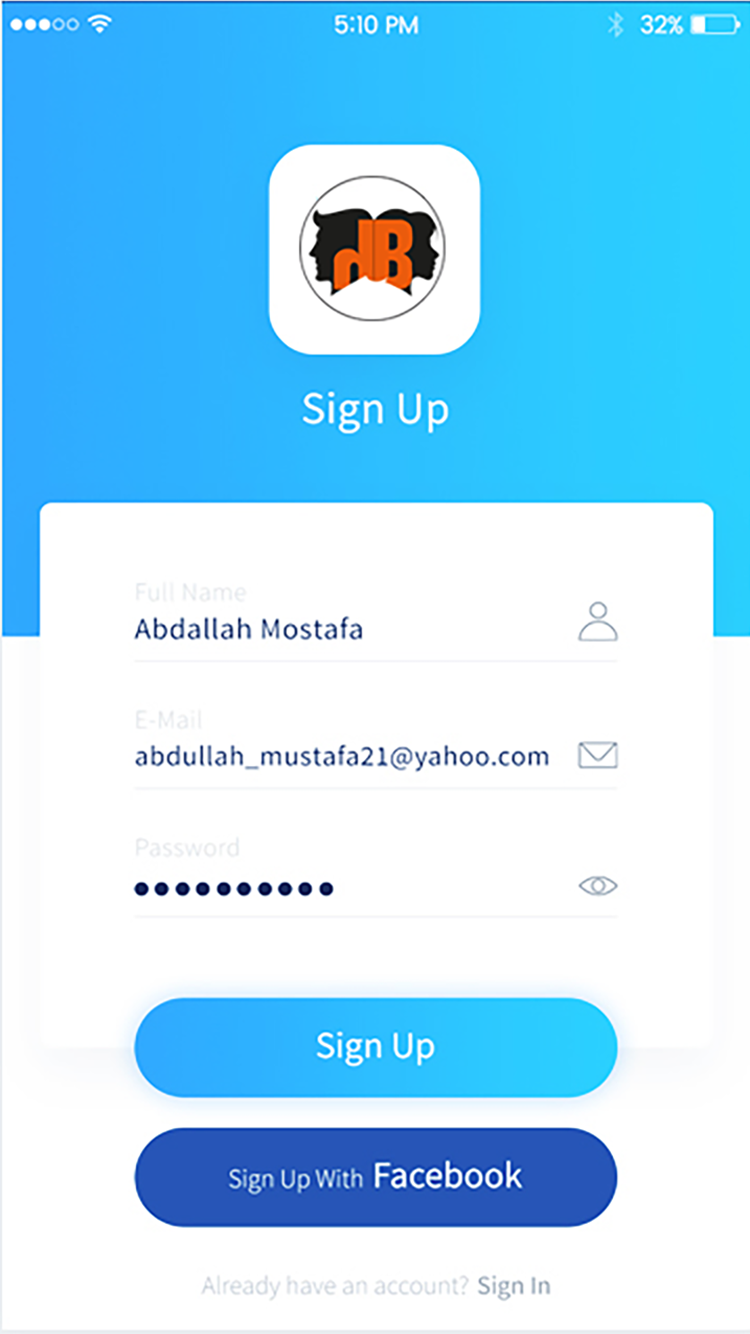 5:10 PM
32%
Sign Up
Full Name
Abdallah Mostafa
E-Mail
abdullah_mustafa21@yahoo.com
Password
Sign Up
Sign Up With Facebook
Already have an account? Sign In